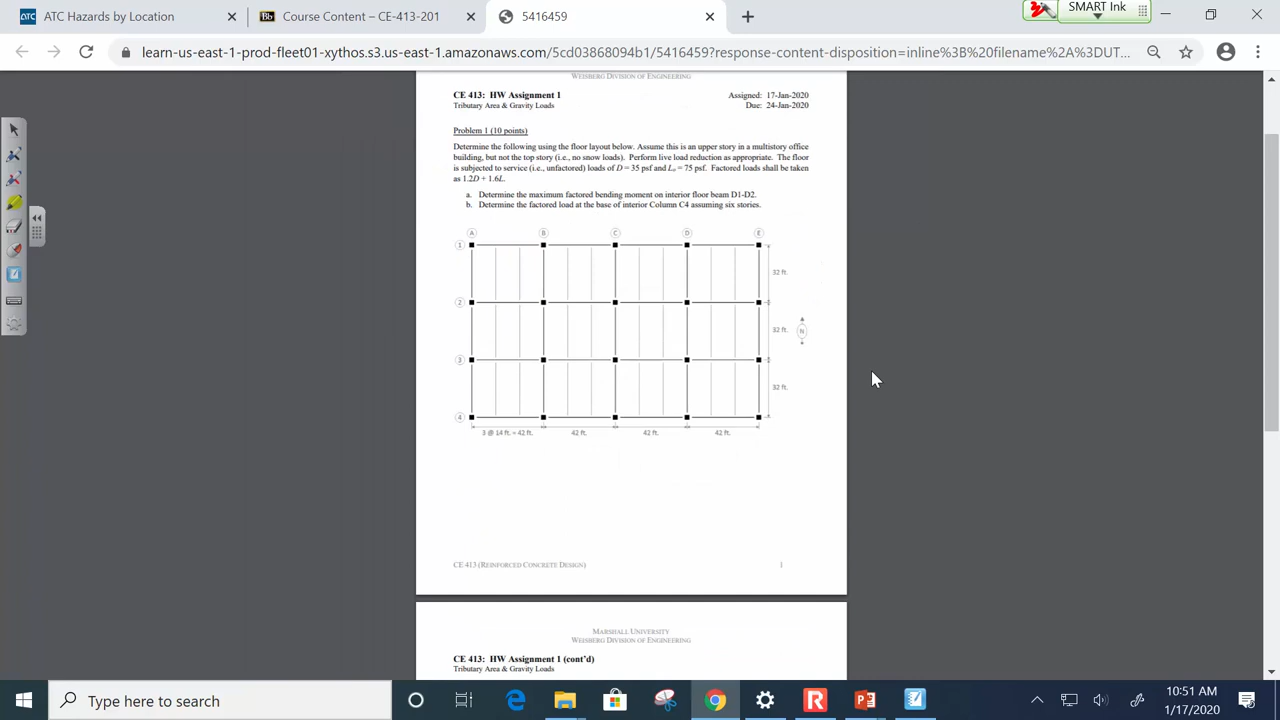 ATC Hazards by Location
Course Content – CE-413-201
5416459
SMART Ink
learn-us-east-1-prod-fleet01-xythos.s3.us-east-1.amazonaws.com/5cd03868094b1/5416459?response-content-disposition=inline%3B%20filename%2A%3DUT...
WEISBERG DIVISION OF ENGINEERING
CE 413: HW Assignment 1
Assigned: 17-Jan-2020
Tributary Area & Gravity Loads
Due: 24-Jan-2020
Problem 1 (10 points)
Determine the following using the floor layout below. Assume this is an upper story in a multistory office
building, but not the top story (i.e., no snow loads). Perform live load reduction as appropriate. The floor
is subjected to service (i.e., unfactored) loads of D = 35 psf and Lo = 75 psf. Factored loads shall be taken
as 1.2D + 1.6L.
a. Determine the maximum factored bending moment on interior floor beam D1-D2.
b. Determine the factored load at the base of interior Column C4 assuming six stories.
A B C D E
1
32 ft.
2
32 ft.
N
3
32 ft.
4
3 @ 14 ft. = 42 ft. 42 ft. 42 ft. 42 ft.
CE 413 (REINFORCED CONCRETE DESIGN)
1
MARSHALL UNIVERSITY
WEISBERG DIVISION OF ENGINEERING
CE 413: HW Assignment 1 (cont'd)
Tributary Area & Gravity Loads
Type here to search
10:51 AM
1/17/2020